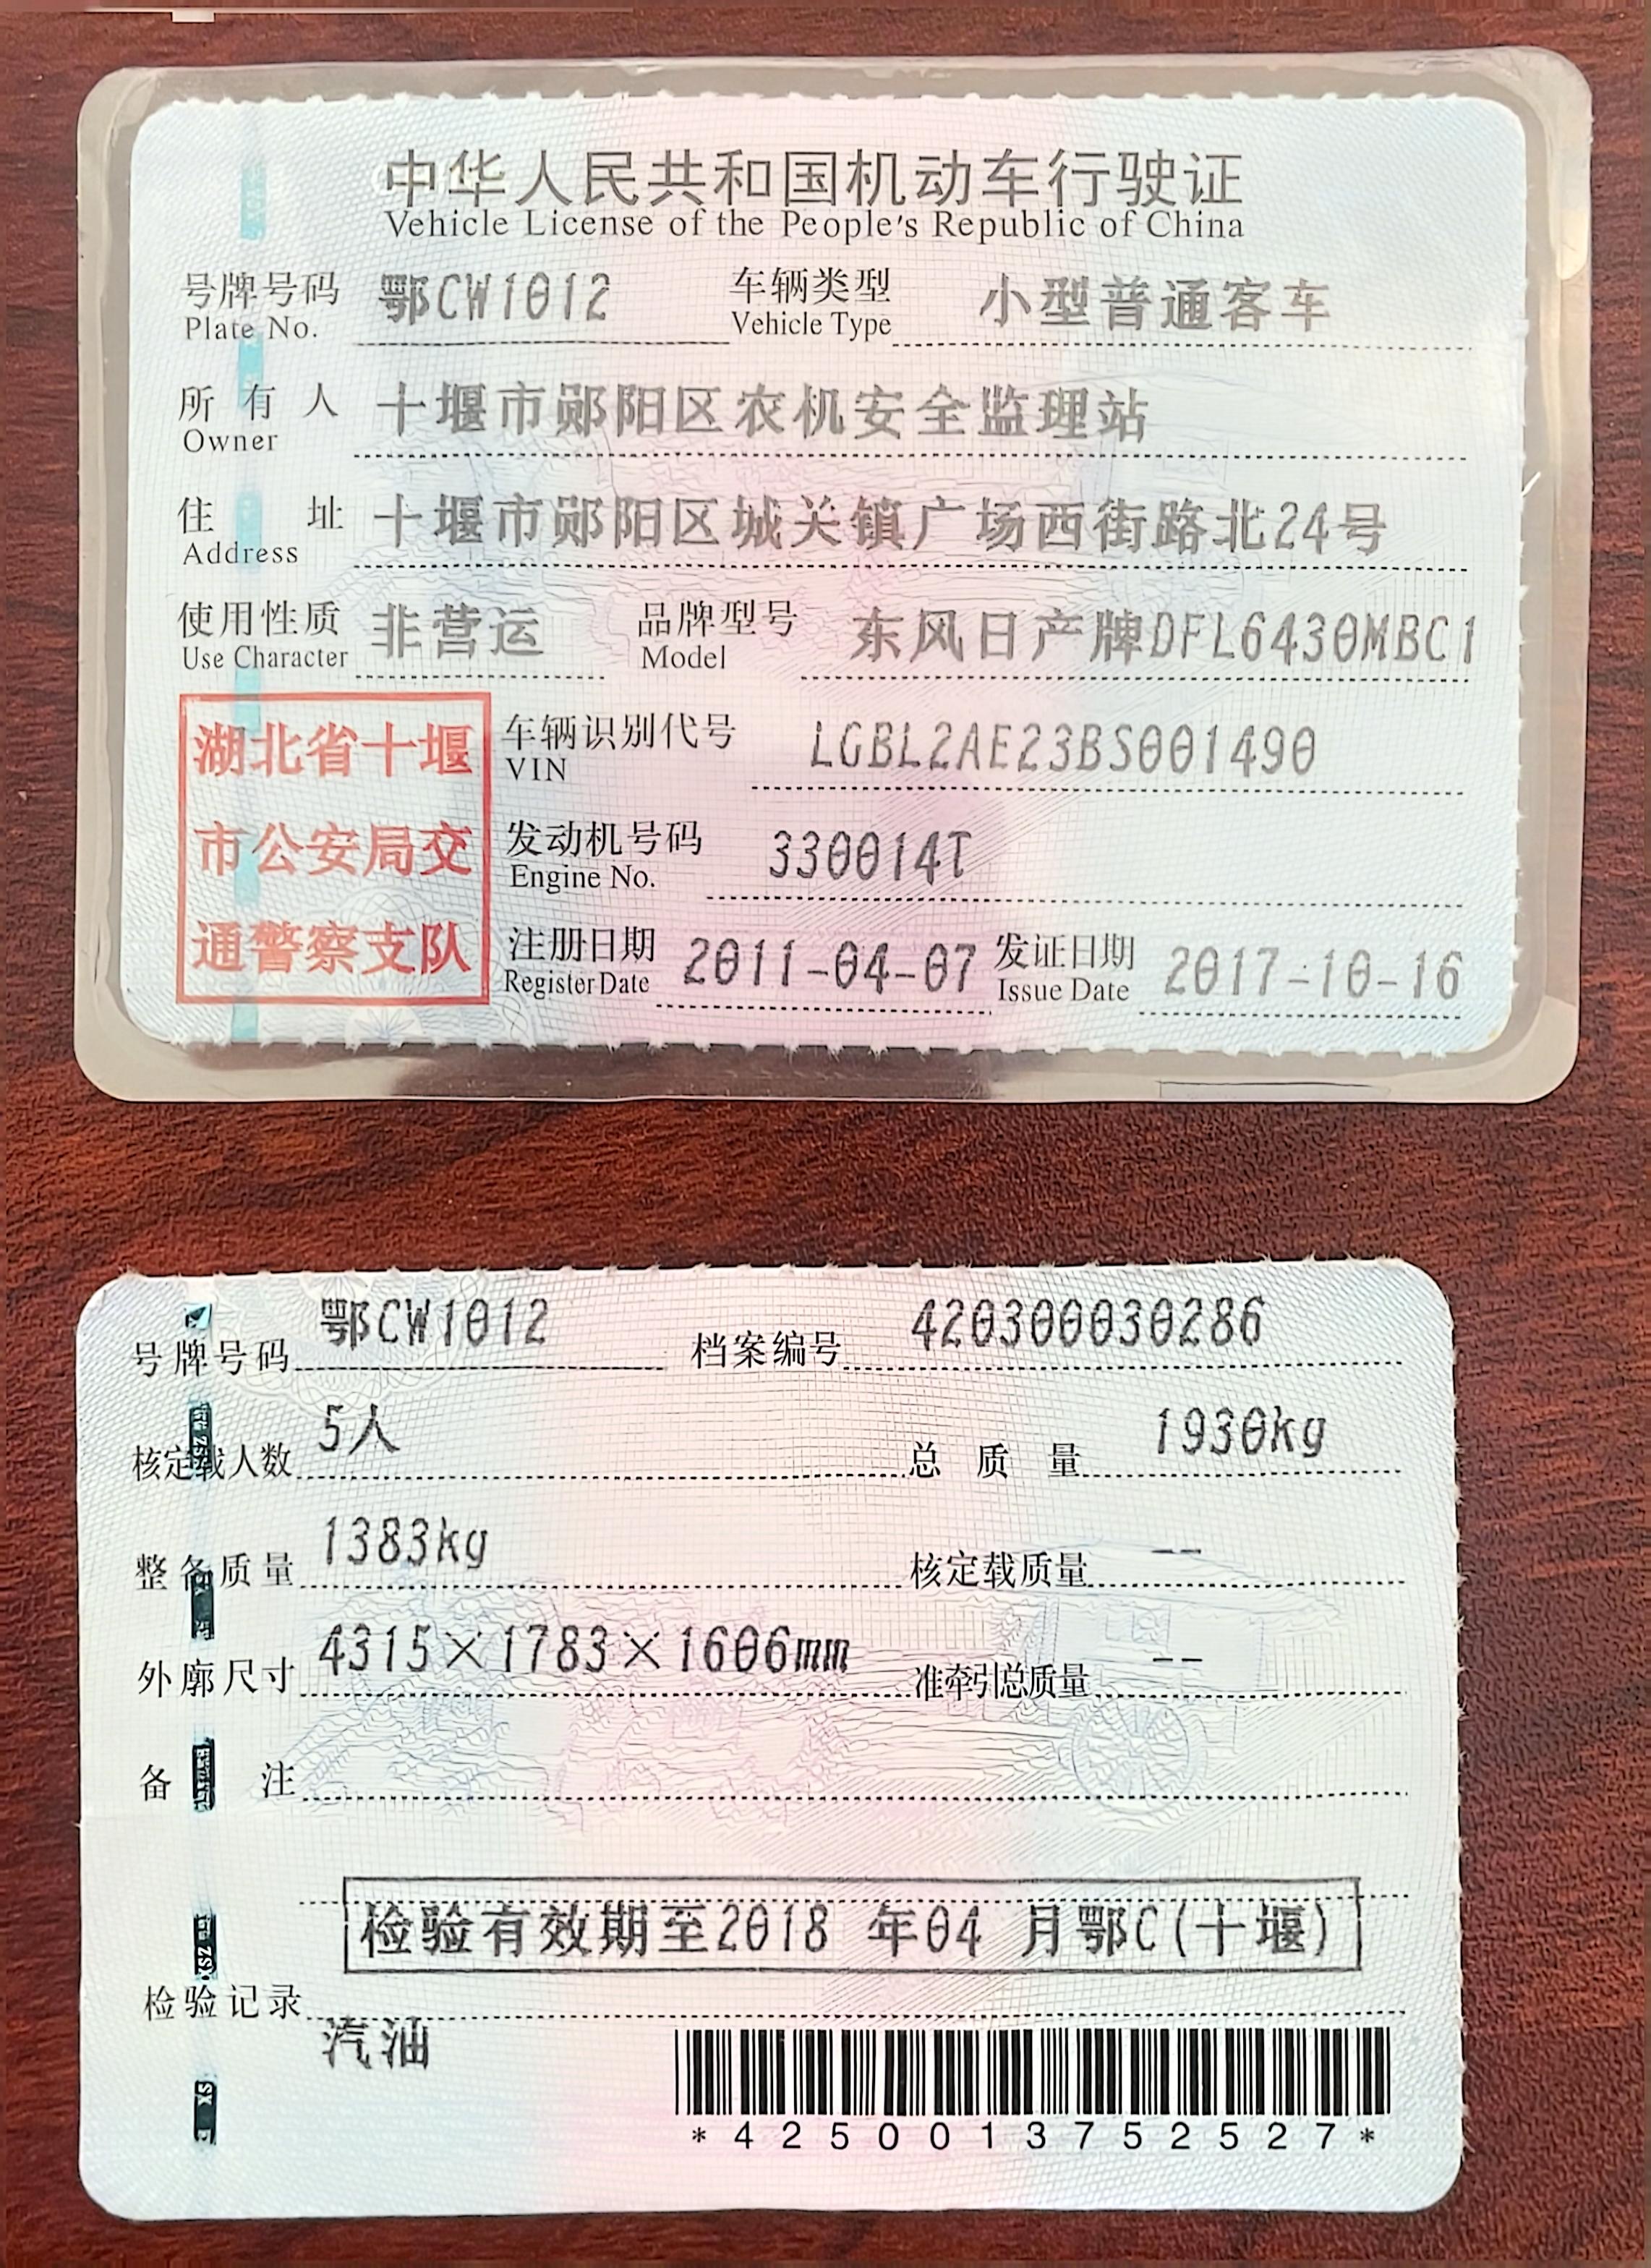 中华人民共和国机动车行驶证
Vehicle License of the People's Republic of China
号牌号码 鄂CW1012 车辆类型 小型普通客车
Plate No. Vehicle Type
所有人 十堰市郧阳区农机安全监理站
Owner
住址 十堰市郧阳区城关镇广场西街路北24号
Address
使用性质 非营运 品牌型号 东风日产牌DFL6430MBC1
Use Character Model
湖北省十堰
市公安局交
通警察支队
车辆识别代号 LGBL2AE23BS001490
VIN
发动机号码 330014T
Engine No.
注册日期 2011-04-07 发证日期 2017-10-16
Register Date Issue Date
号牌号码 鄂CW1012 档案编号 420300030286
核定载人数 5人 总质量 1930kg
整备质量 1383kg 核定载质量 --
外廓尺寸 4315×1783×1606mm 准牵引总质量 --
备注
检验有效期至2018 年04 月鄂C(十堰)
检验记录
汽油
*4250013752527*